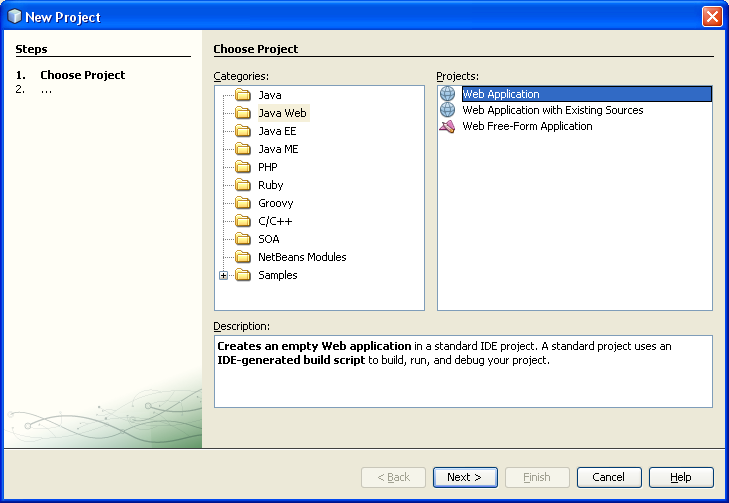 New Project
Steps
1. Choose Project
2. ...
Choose Project
Categories:
Java
Java Web
Java EE
Java ME
PHP
Ruby
Groovy
C/C++
SOA
NetBeans Modules
Samples
Projects:
Web Application
Web Application with Existing Sources
Web Free-Form Application
Description:
Creates an empty Web application in a standard IDE project. A standard project uses an
IDE-generated build script to build, run, and debug your project.
< Back
Next >
Finish
Cancel
Help